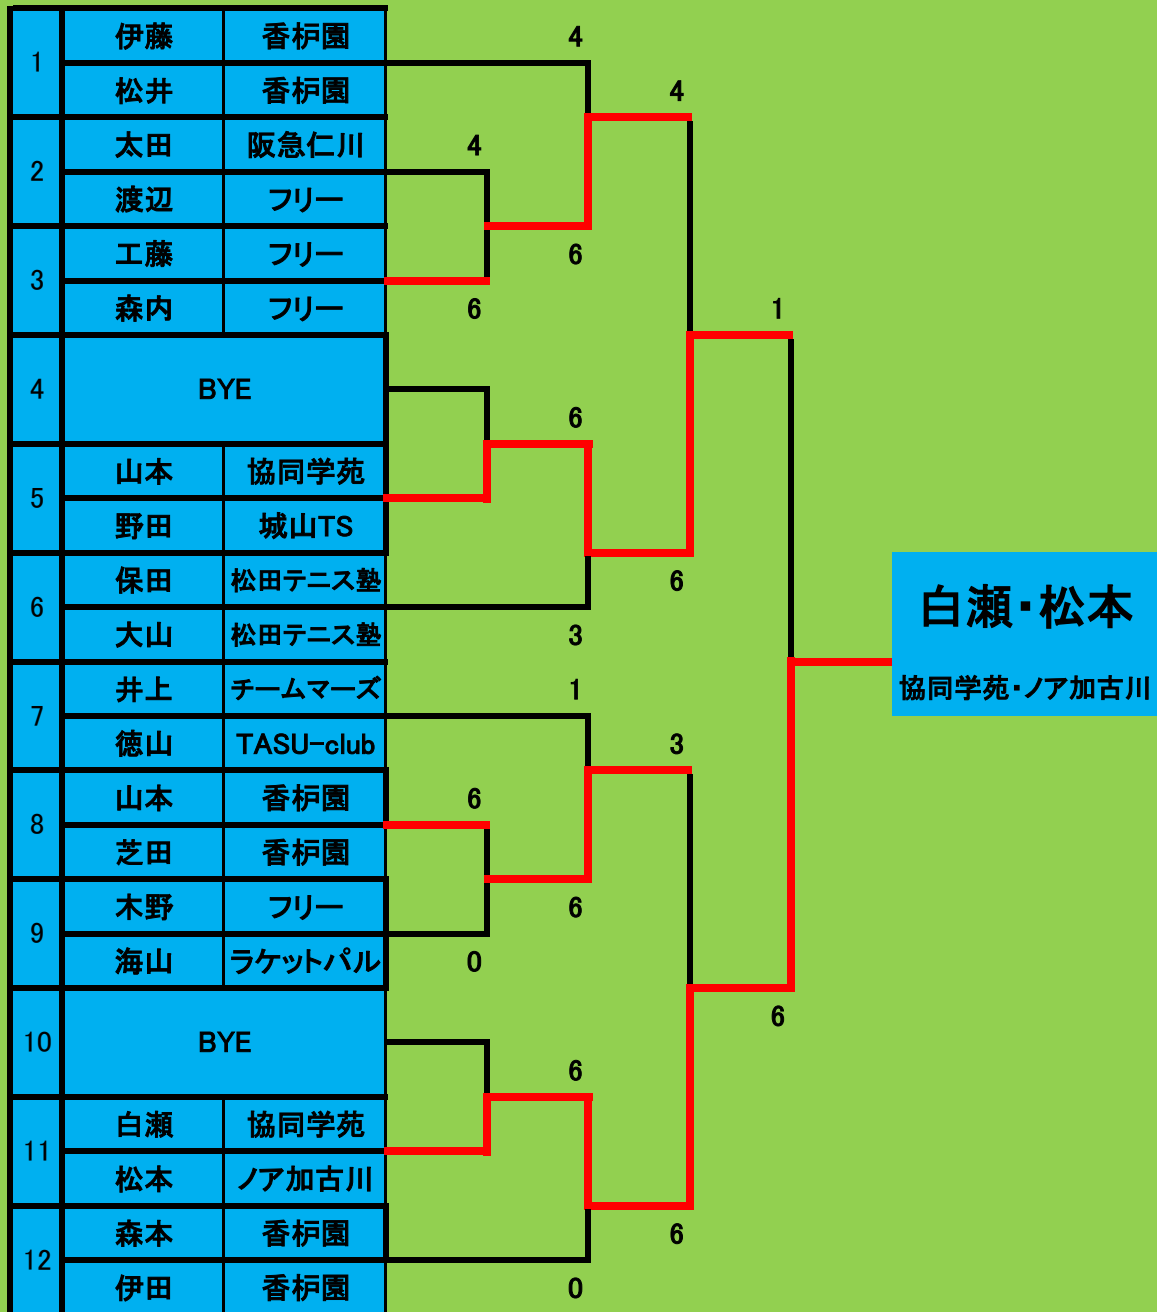 1 伊藤 香枦園 4
松井 香枦園 4
2 太田 阪急仁川 4
渡辺 フリー
3 工藤 フリー 6
森内 フリー 6 1
4 BYE
6
5 山本 協同学苑
野田 城山TS
6 保田 松田テニス塾 6
大山 松田テニス塾 3
白瀬・松本
協同学苑・ノア加古川
7 井上 チームマーズ 1
徳山 TASU-club 3
8 山本 香枦園 6
芝田 香枦園
9 木野 フリー 6
海山 ラケットパル 0
6
10 BYE
6
11 白瀬 協同学苑
松本 ノア加古川
12 森本 香枦園 6
伊田 香枦園 0